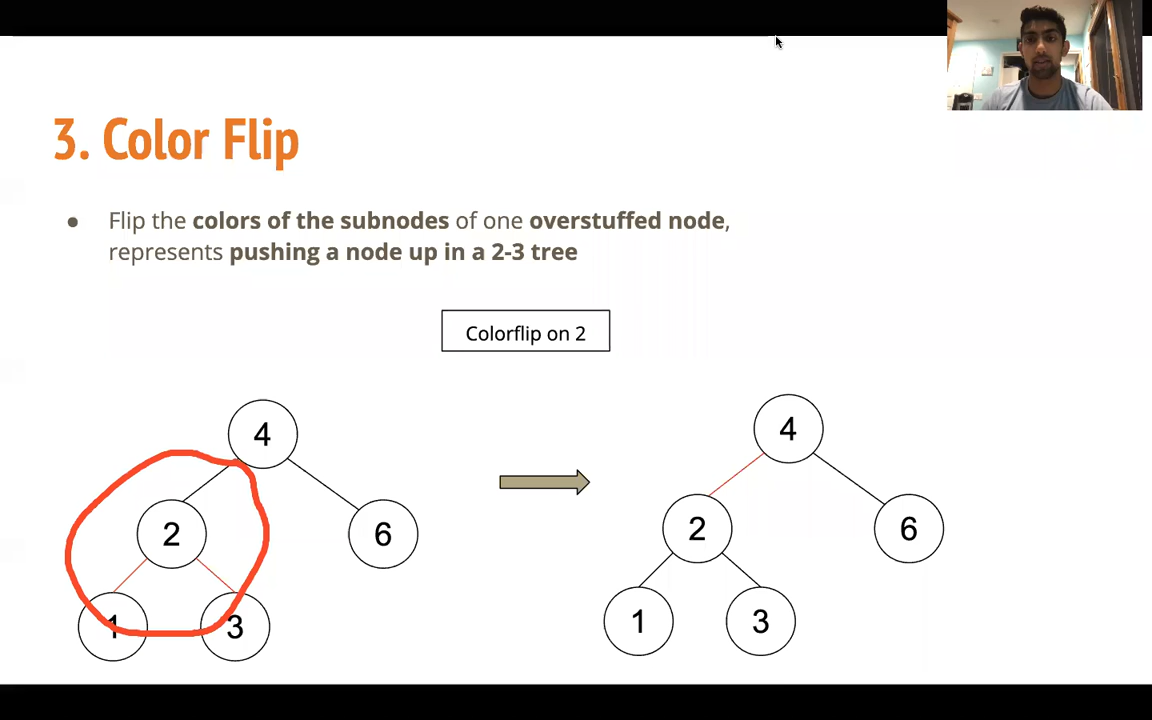 3. Color Flip
● Flip the colors of the subnodes of one overstuffed node,
represents pushing a node up in a 2-3 tree
Colorflip on 2
4
2
6
1
3
4
2
6
1
3